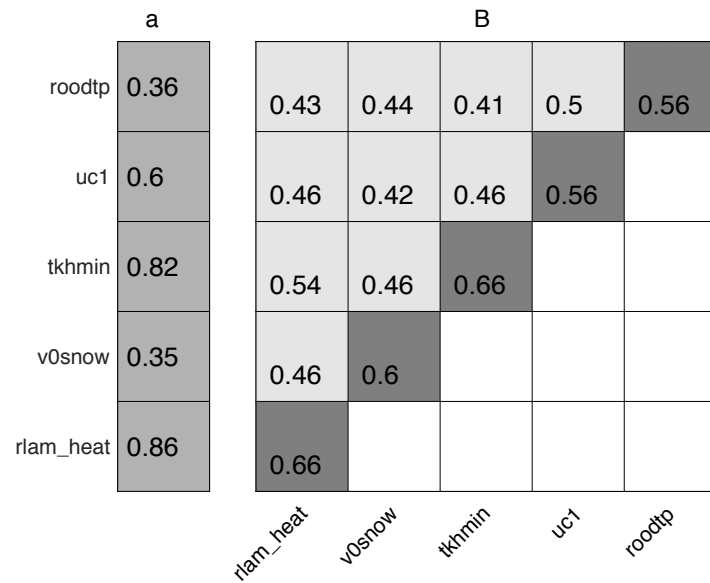 a B
roodtp 0.36 0.43 0.44 0.41 0.5 0.56
uc1 0.6 0.46 0.42 0.46 0.56
tkhmin 0.82 0.54 0.46 0.66
v0snow 0.35 0.46 0.6
rlam_heat 0.86 0.66
rlam_heat v0snow tkhmin uc1 roodtp